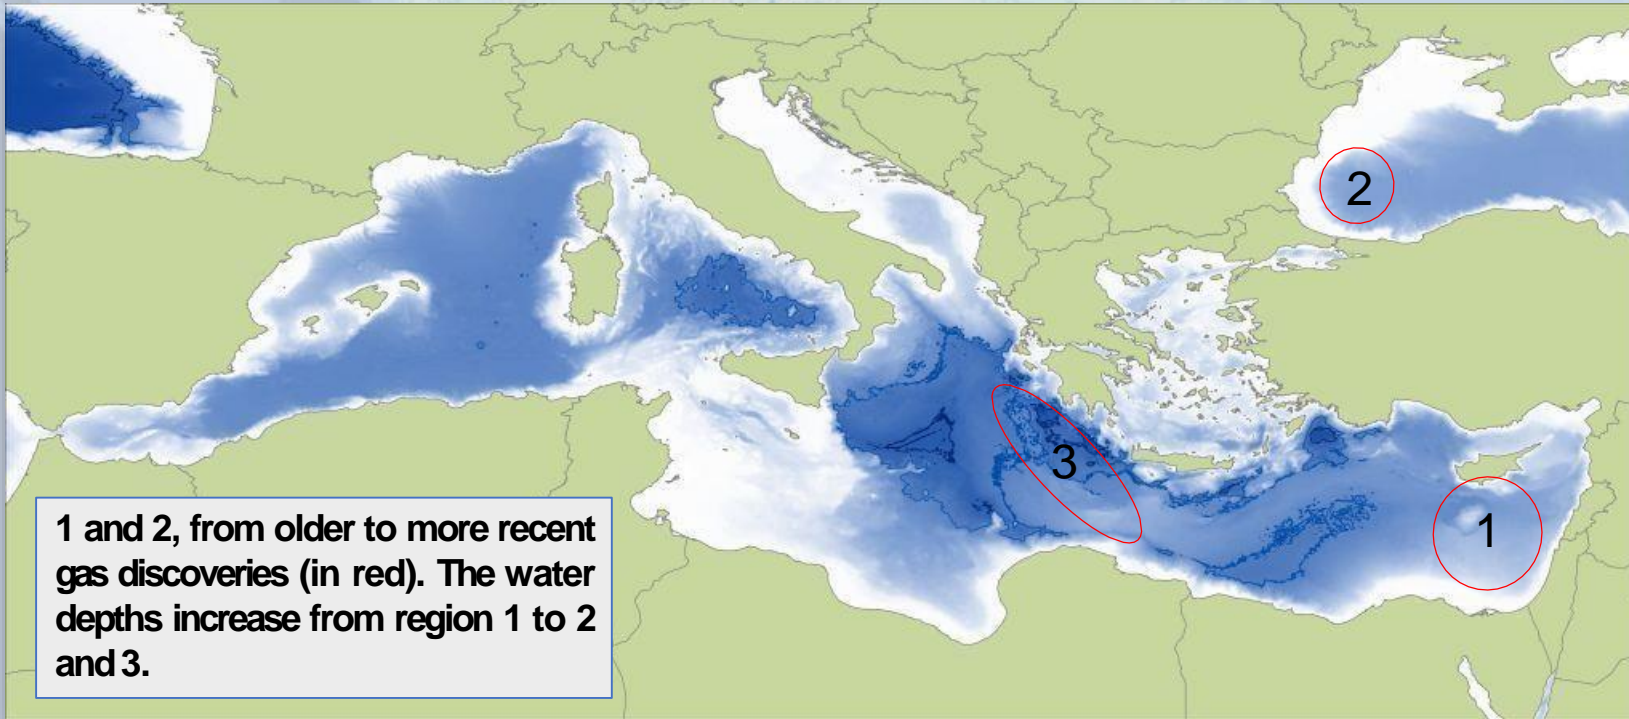 2
3
1
1 and 2, from older to more recent
gas discoveries (in red). The water
depths increase from region 1 to 2
and 3.